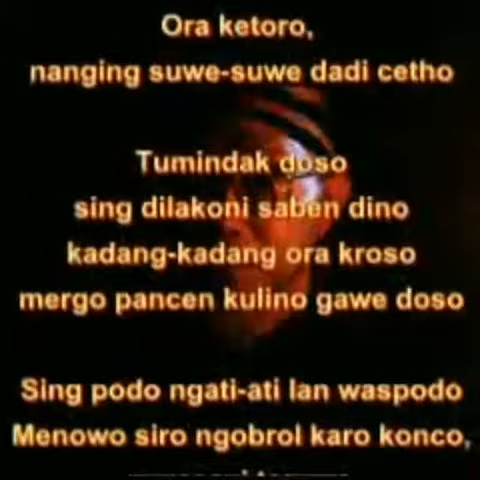 Ora ketoro,
nanging suwe-suwe dadi cetho
Tumindak doso
sing dilakoni saben dino
kadang-kadang ora kroso
mergo pancen kulino gawe doso
Sing podo ngati-ati lan waspodo
Menowo siro ngobrol karo konco,